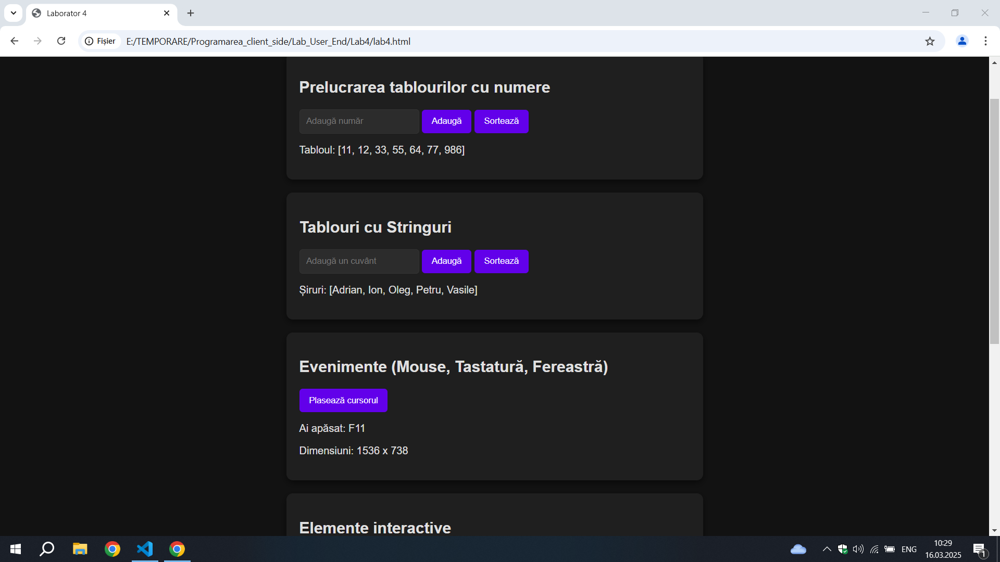 Laborator 4
Fișier
E:/TEMPORARE/Programarea_client_side/Lab_User_End/Lab4/lab4.html
Prelucrarea tablourilor cu numere
Adaugă număr
Adaugă
Sortează
Tabloul: [11, 12, 33, 55, 64, 77, 986]
Tablouri cu Stringuri
Adaugă un cuvânt
Adaugă
Sortează
Șiruri: [Adrian, Ion, Oleg, Petru, Vasile]
Evenimente (Mouse, Tastatură, Fereastră)
Plasează cursorul
Ai apăsat: F11
Dimensiuni: 1536 x 738
Elemente interactive
ENG
10:29
16.03.2025
1